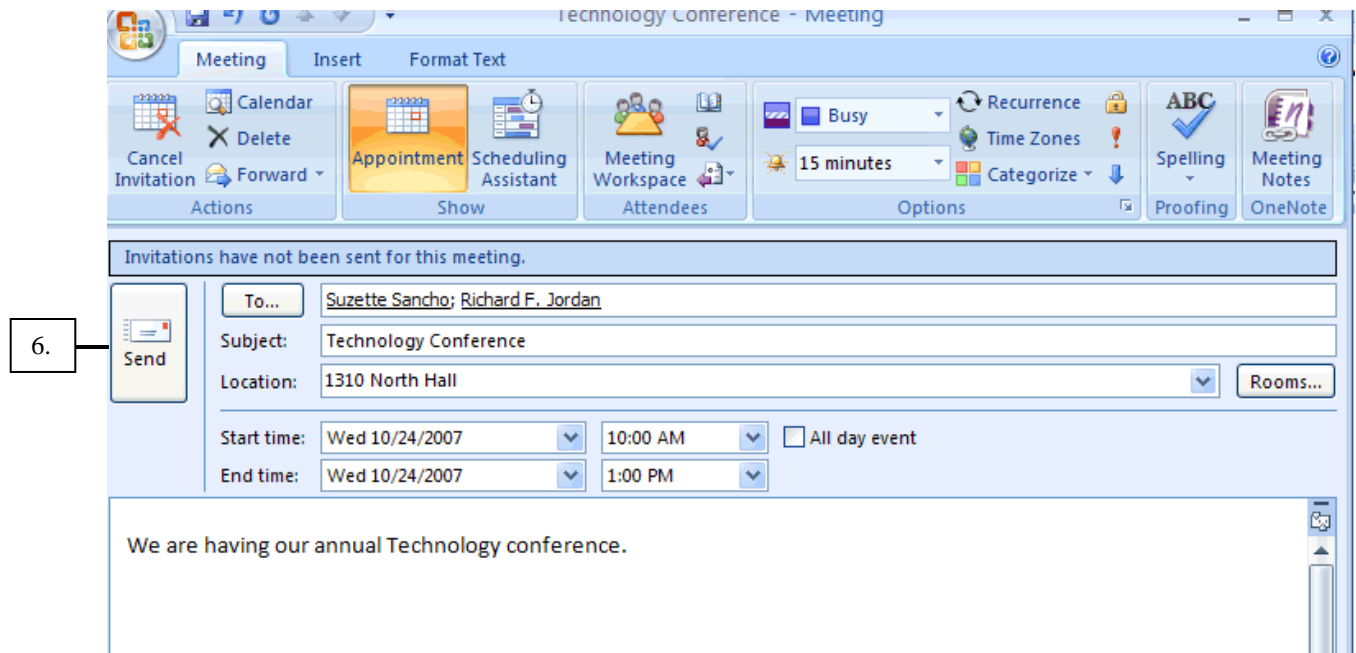 Technology Conference - Meeting
Meeting Insert Format Text
Cancel Invitation
Calendar
Delete
Forward
Actions
Appointment
Scheduling Assistant
Show
Meeting Workspace
Attendees
Busy
15 minutes
Recurrence
Time Zones
Categorize
Options
ABC
Spelling
Proofing
Meeting Notes
OneNote
Invitations have not been sent for this meeting.
6.
Send
To... Suzette Sancho; Richard F. Jordan
Subject: Technology Conference
Location: 1310 North Hall Rooms...
Start time: Wed 10/24/2007 10:00 AM All day event
End time: Wed 10/24/2007 1:00 PM
We are having our annual Technology conference.